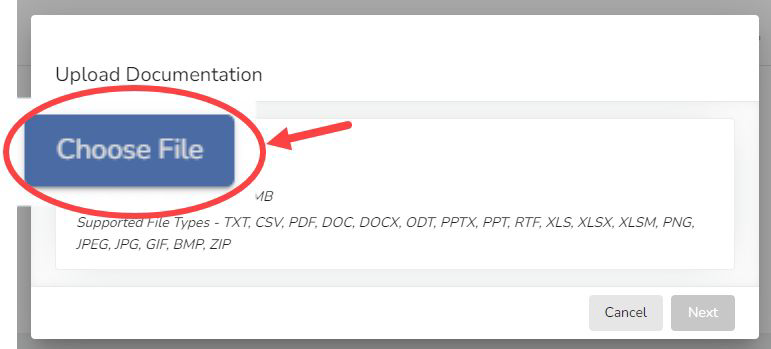 Upload Documentation
Choose File
MB
Supported File Types - TXT, CSV, PDF, DOC, DOCX, ODT, PPTX, PPT, RTF, XLS, XLSX, XLSM, PNG,
JPEG, JPG, GIF, BMP, ZIP
Cancel
Next